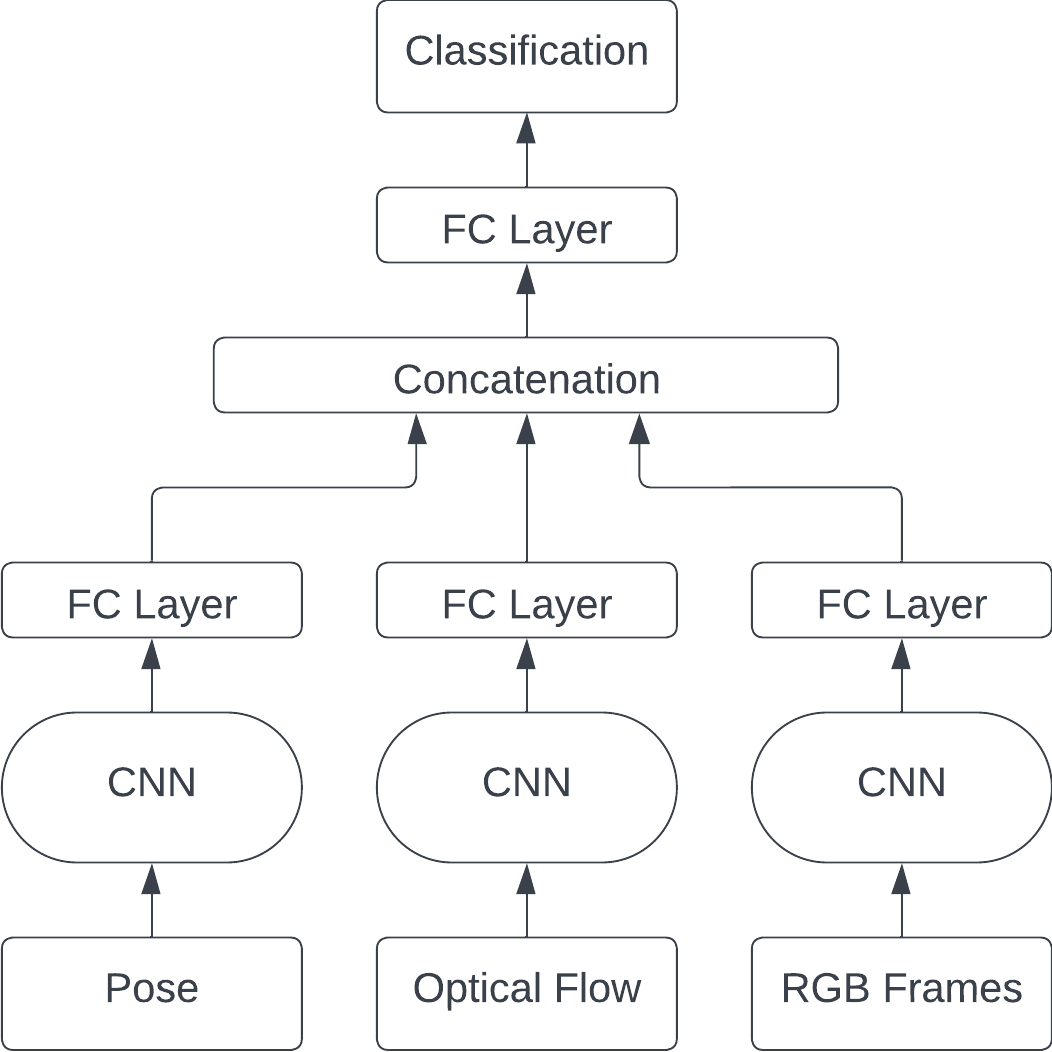 Classification
FC Layer
Concatenation
FC Layer
FC Layer
FC Layer
CNN
CNN
CNN
Pose
Optical Flow
RGB Frames